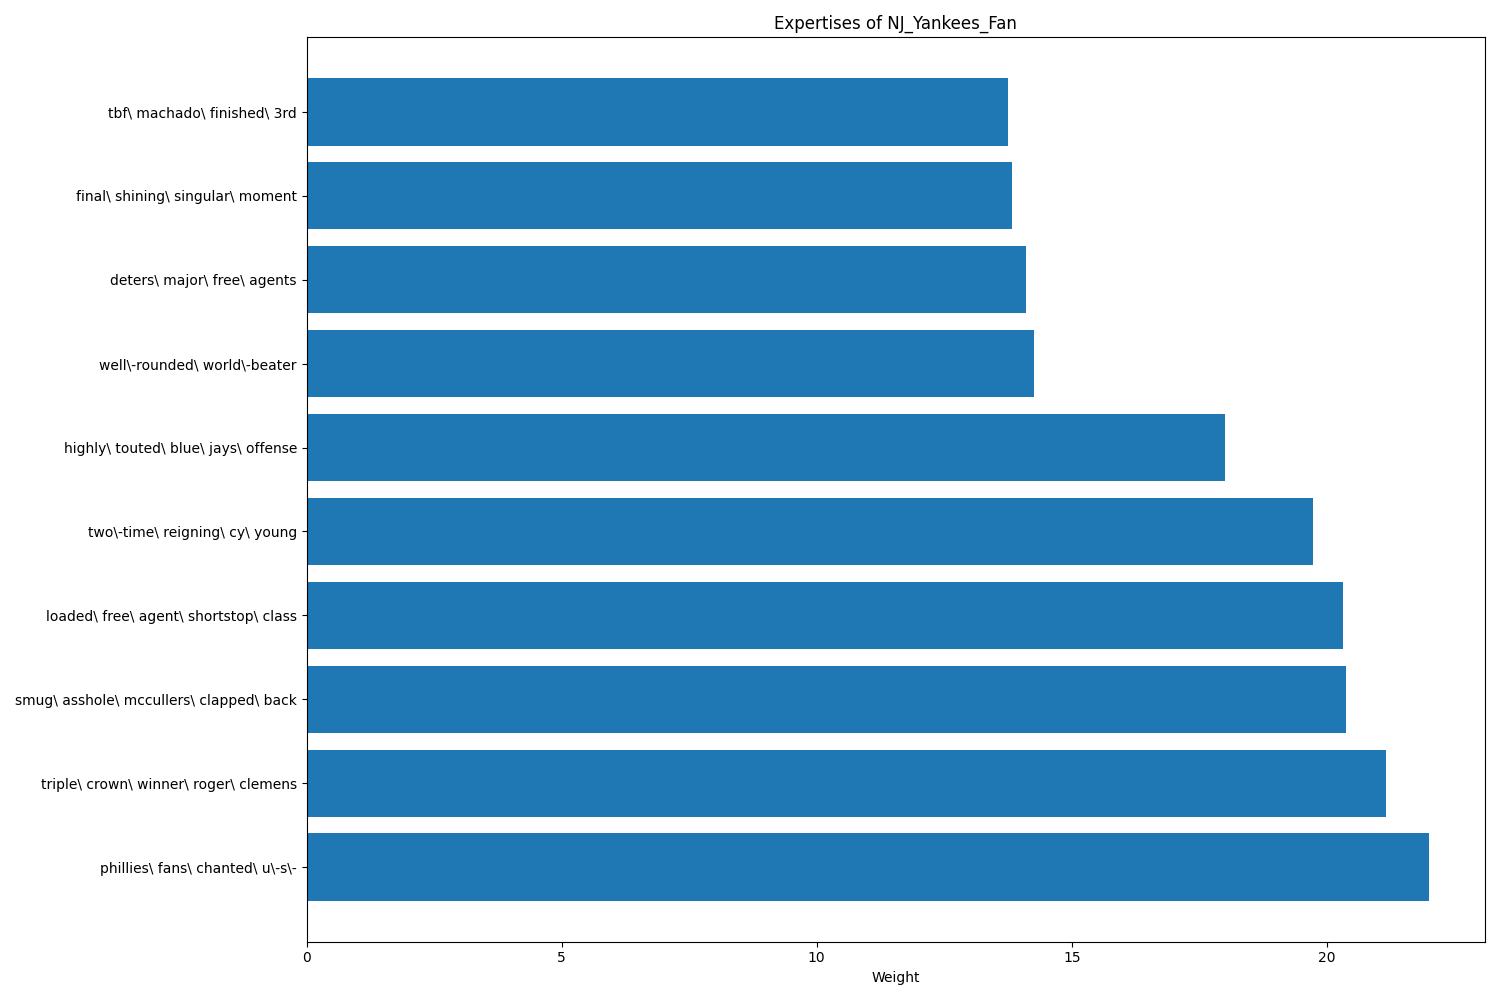 Expertises of NJ_Yankees_Fan
tbf\ machado\ finished\ 3rd
final\ shining\ singular\ moment
deters\ major\ free\ agents
well\-rounded\ world\-beater
highly\ touted\ blue\ jays\ offense
two\-time\ reigning\ cy\ young
loaded\ free\ agent\ shortstop\ class
smug\ asshole\ mccullers\ clapped\ back
triple\ crown\ winner\ roger\ clemens
phillies\ fans\ chanted\ u\-s\-
0 5 10 15 20
Weight